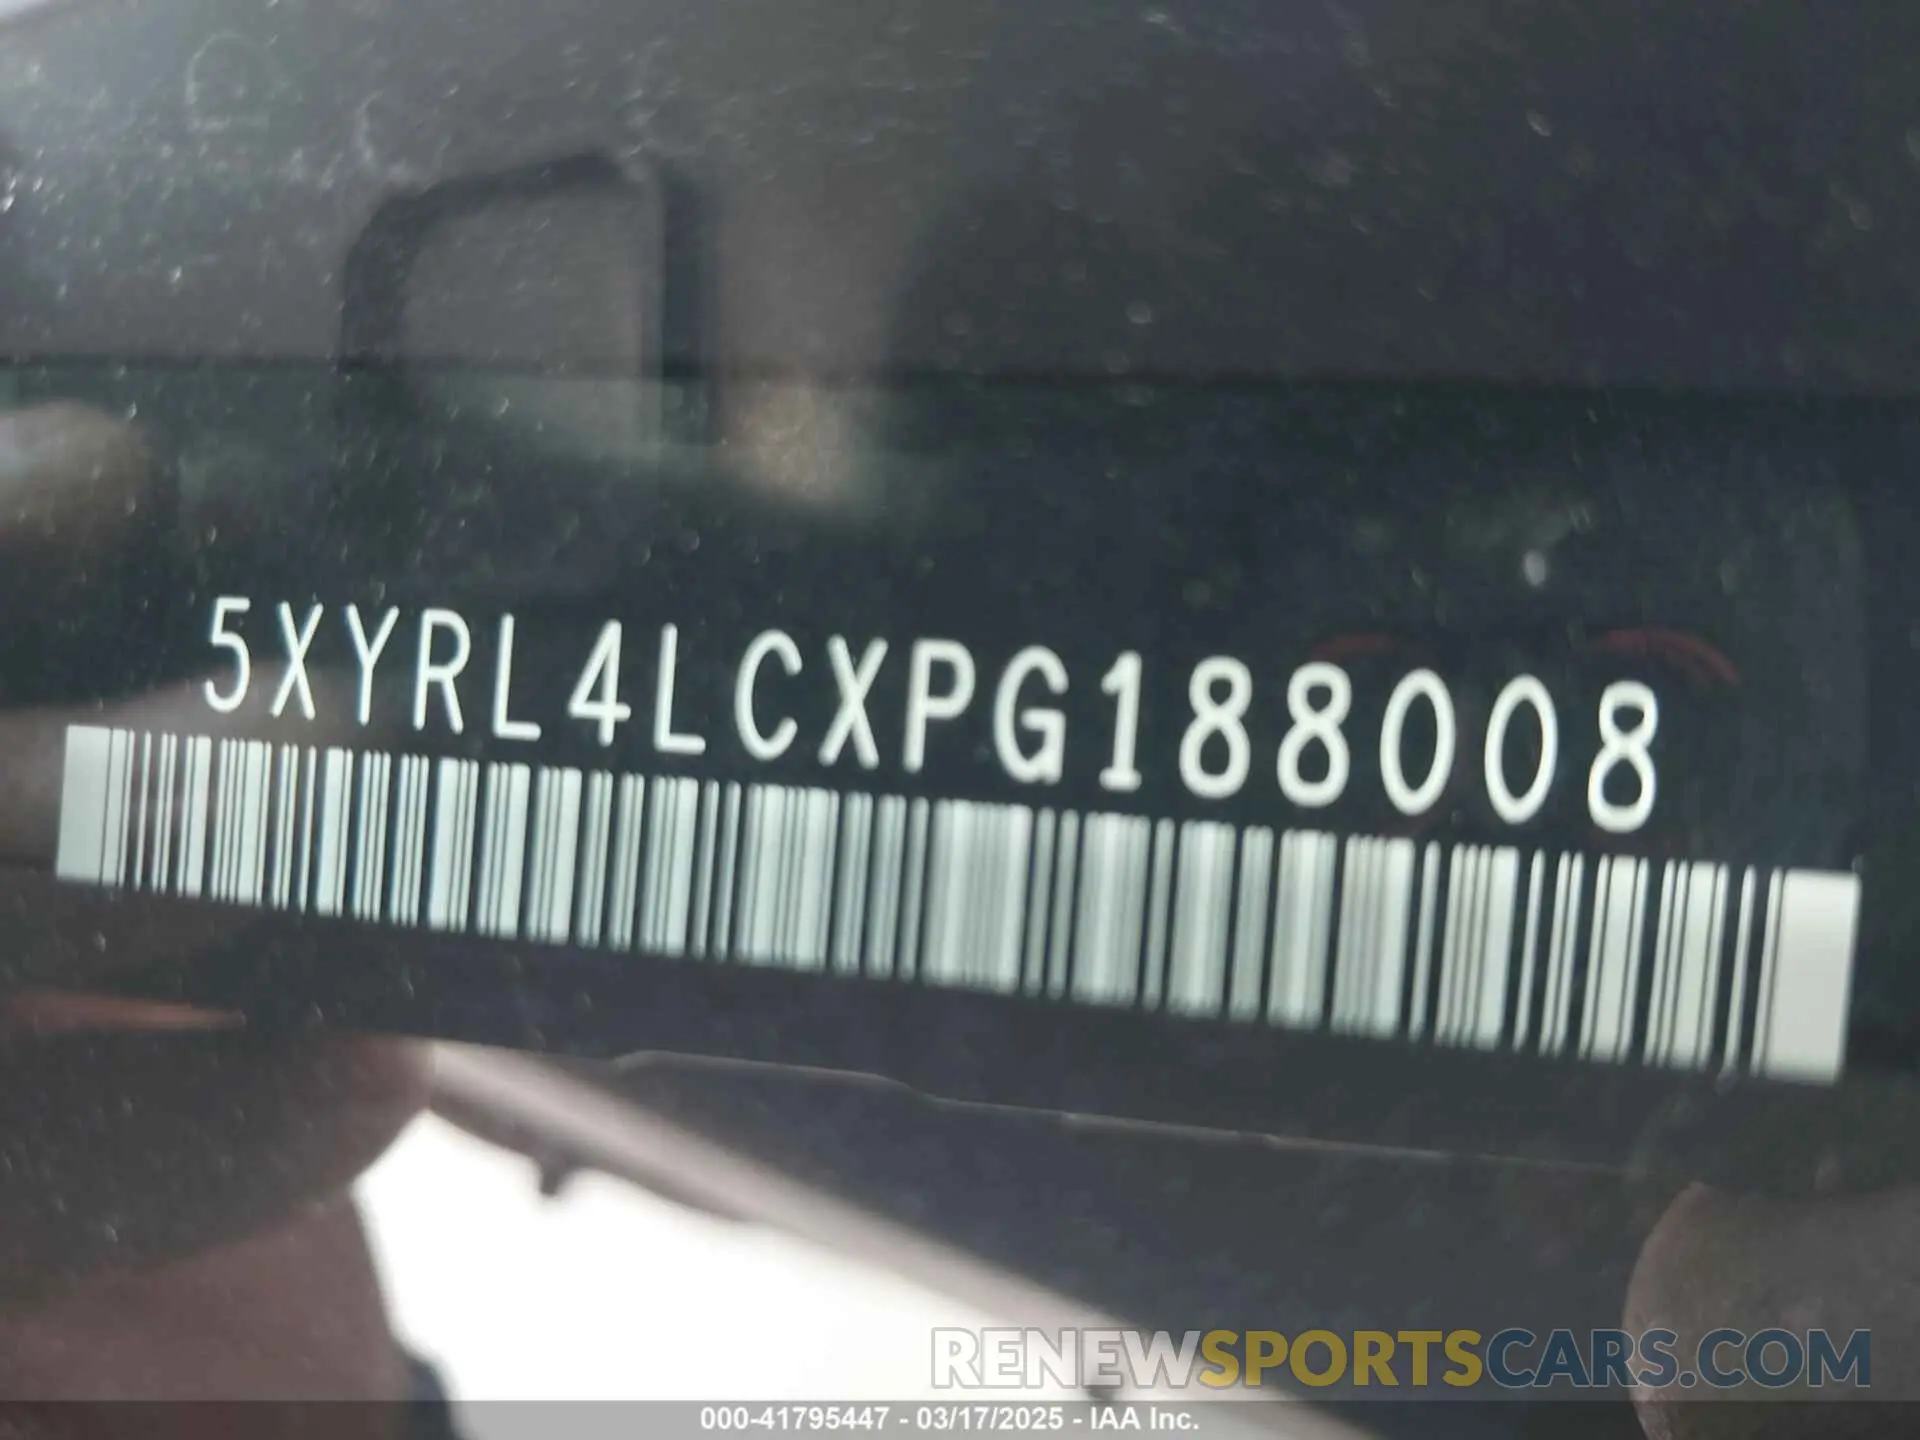 5XYRL4LCXPG188008
RENEWSPORTSCARS.COM
000-41795447 - 03/17/2025 - IAA Inc.